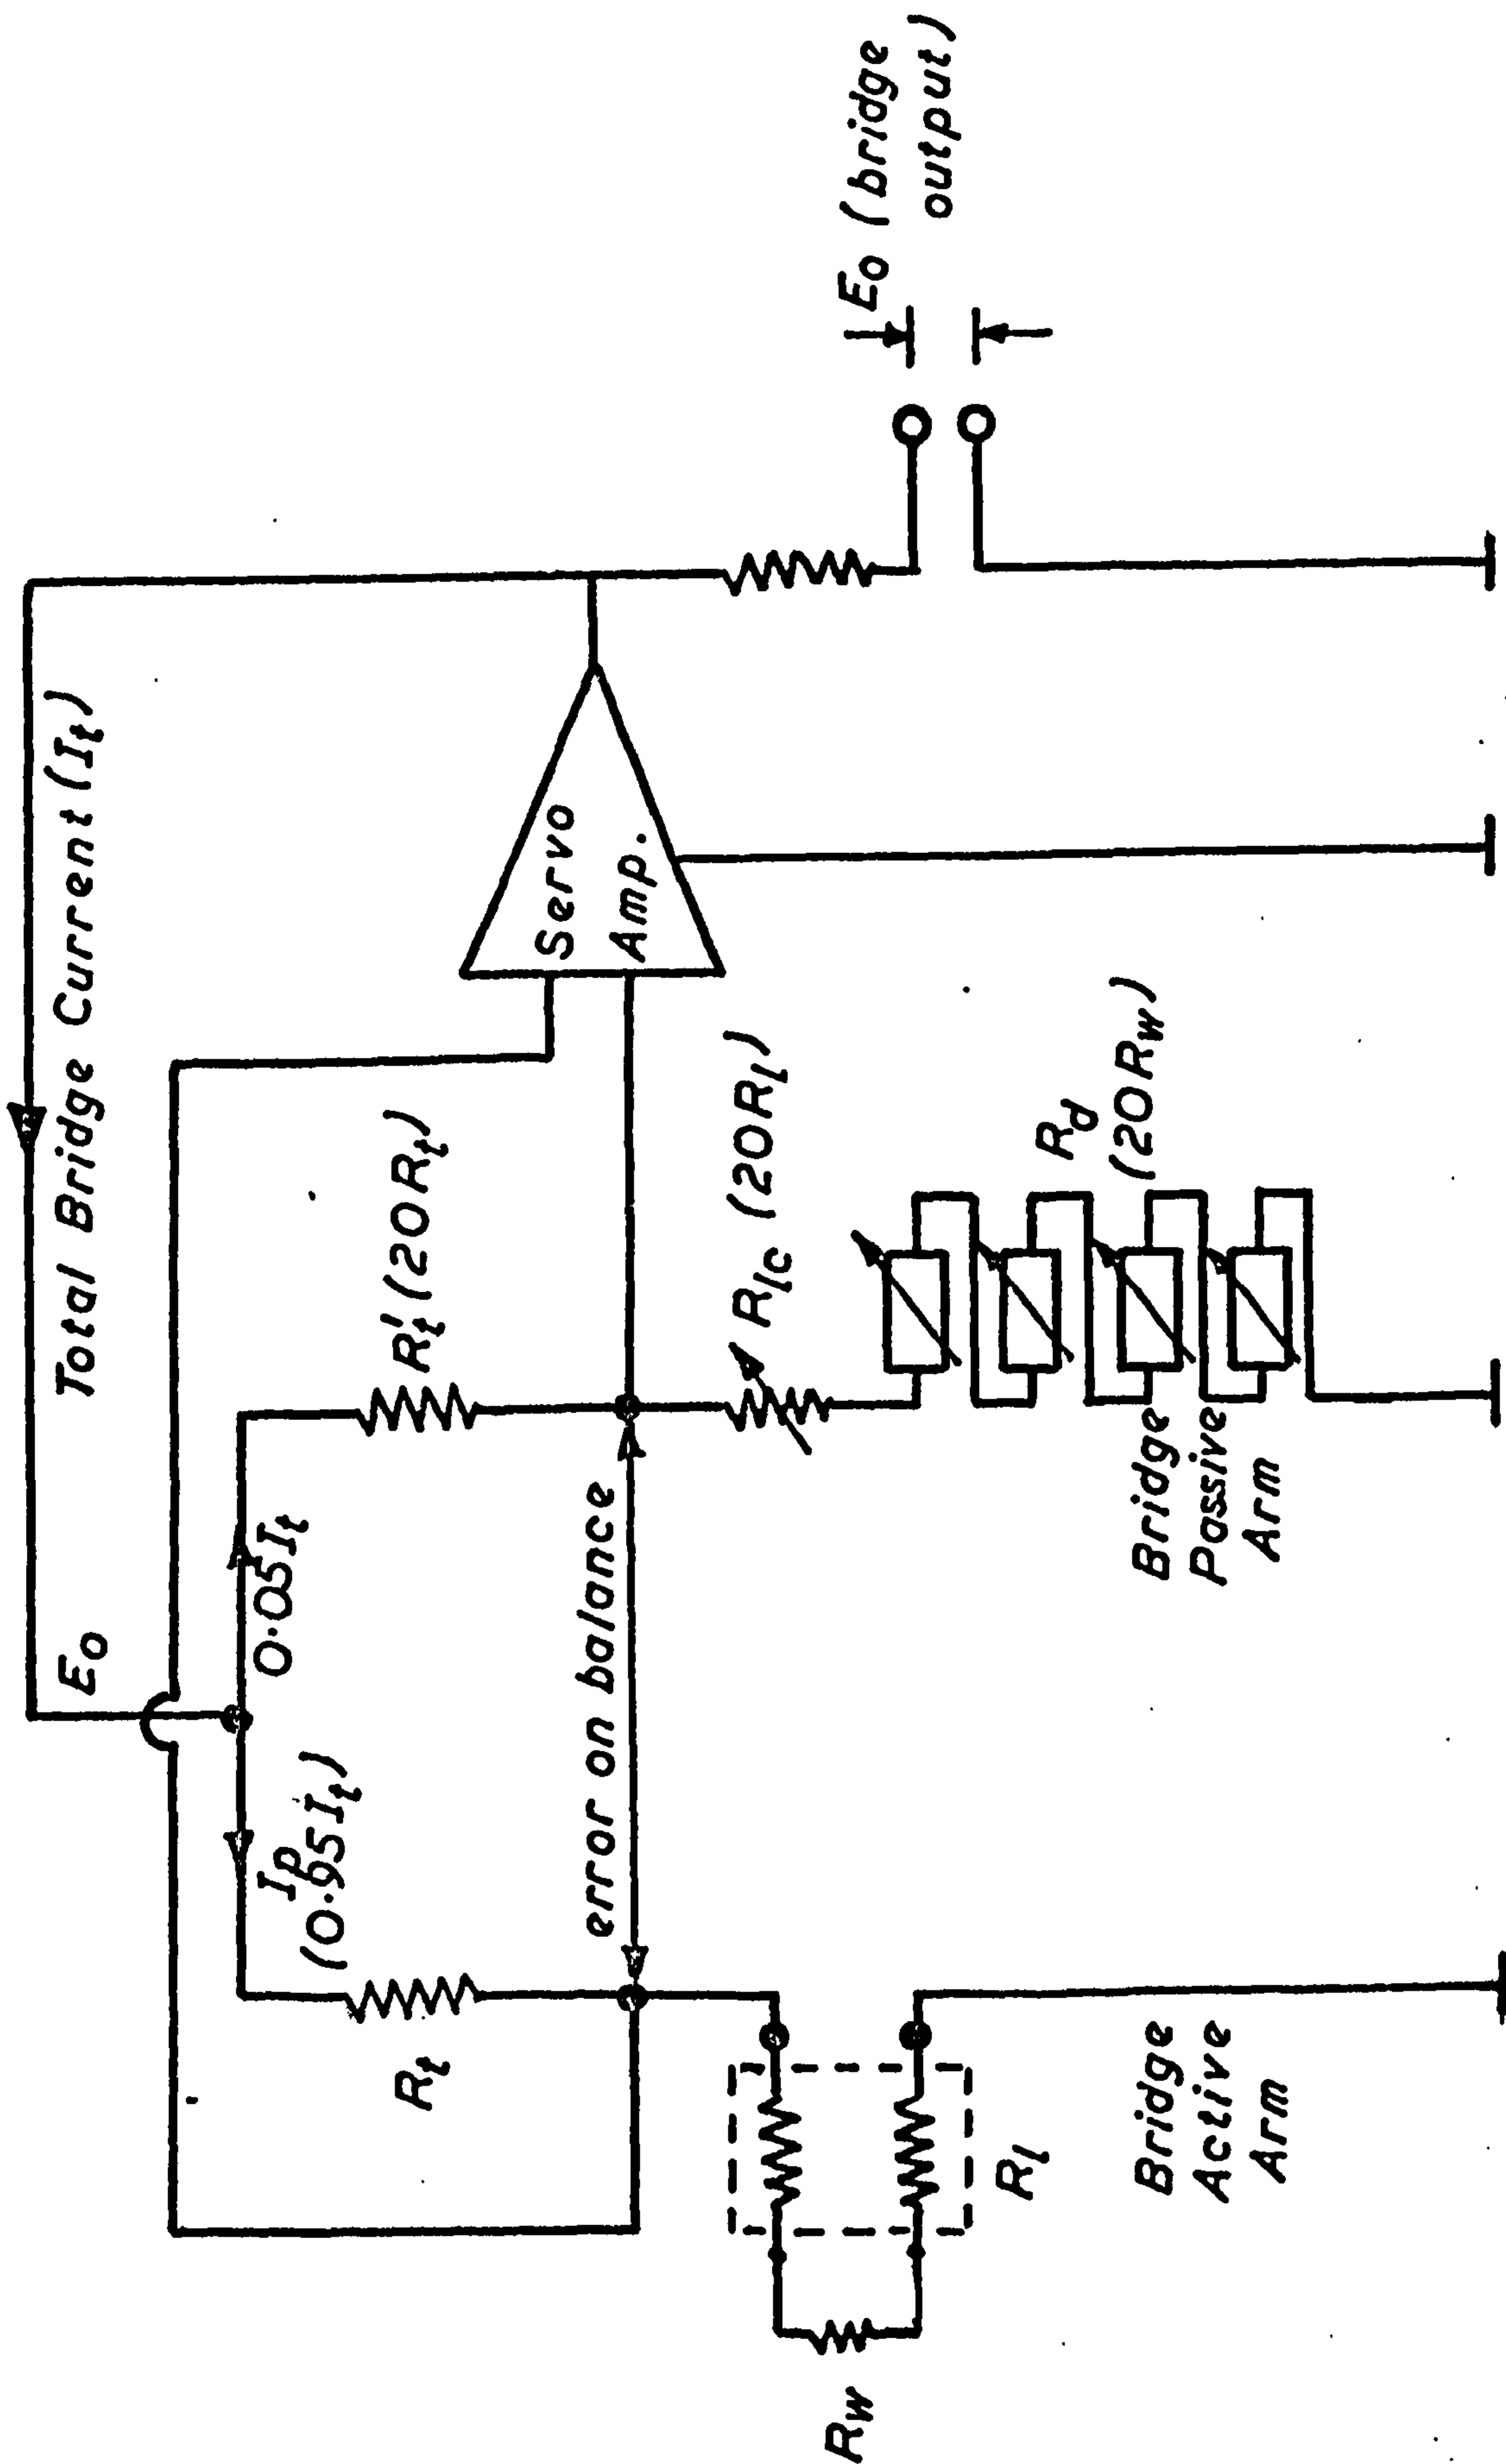 Total Bridge Current (It)
Eo
Ip
(0.95It)
0.05It
Rt
R't (20Rt)
error on balance
Servo
Amp.
Eo (bridge
output)
Rlc (20Rl)
Rd
(20Rw)
Rw
Rl
Bridge
Active
Arm
Bridge
Passive
Arm